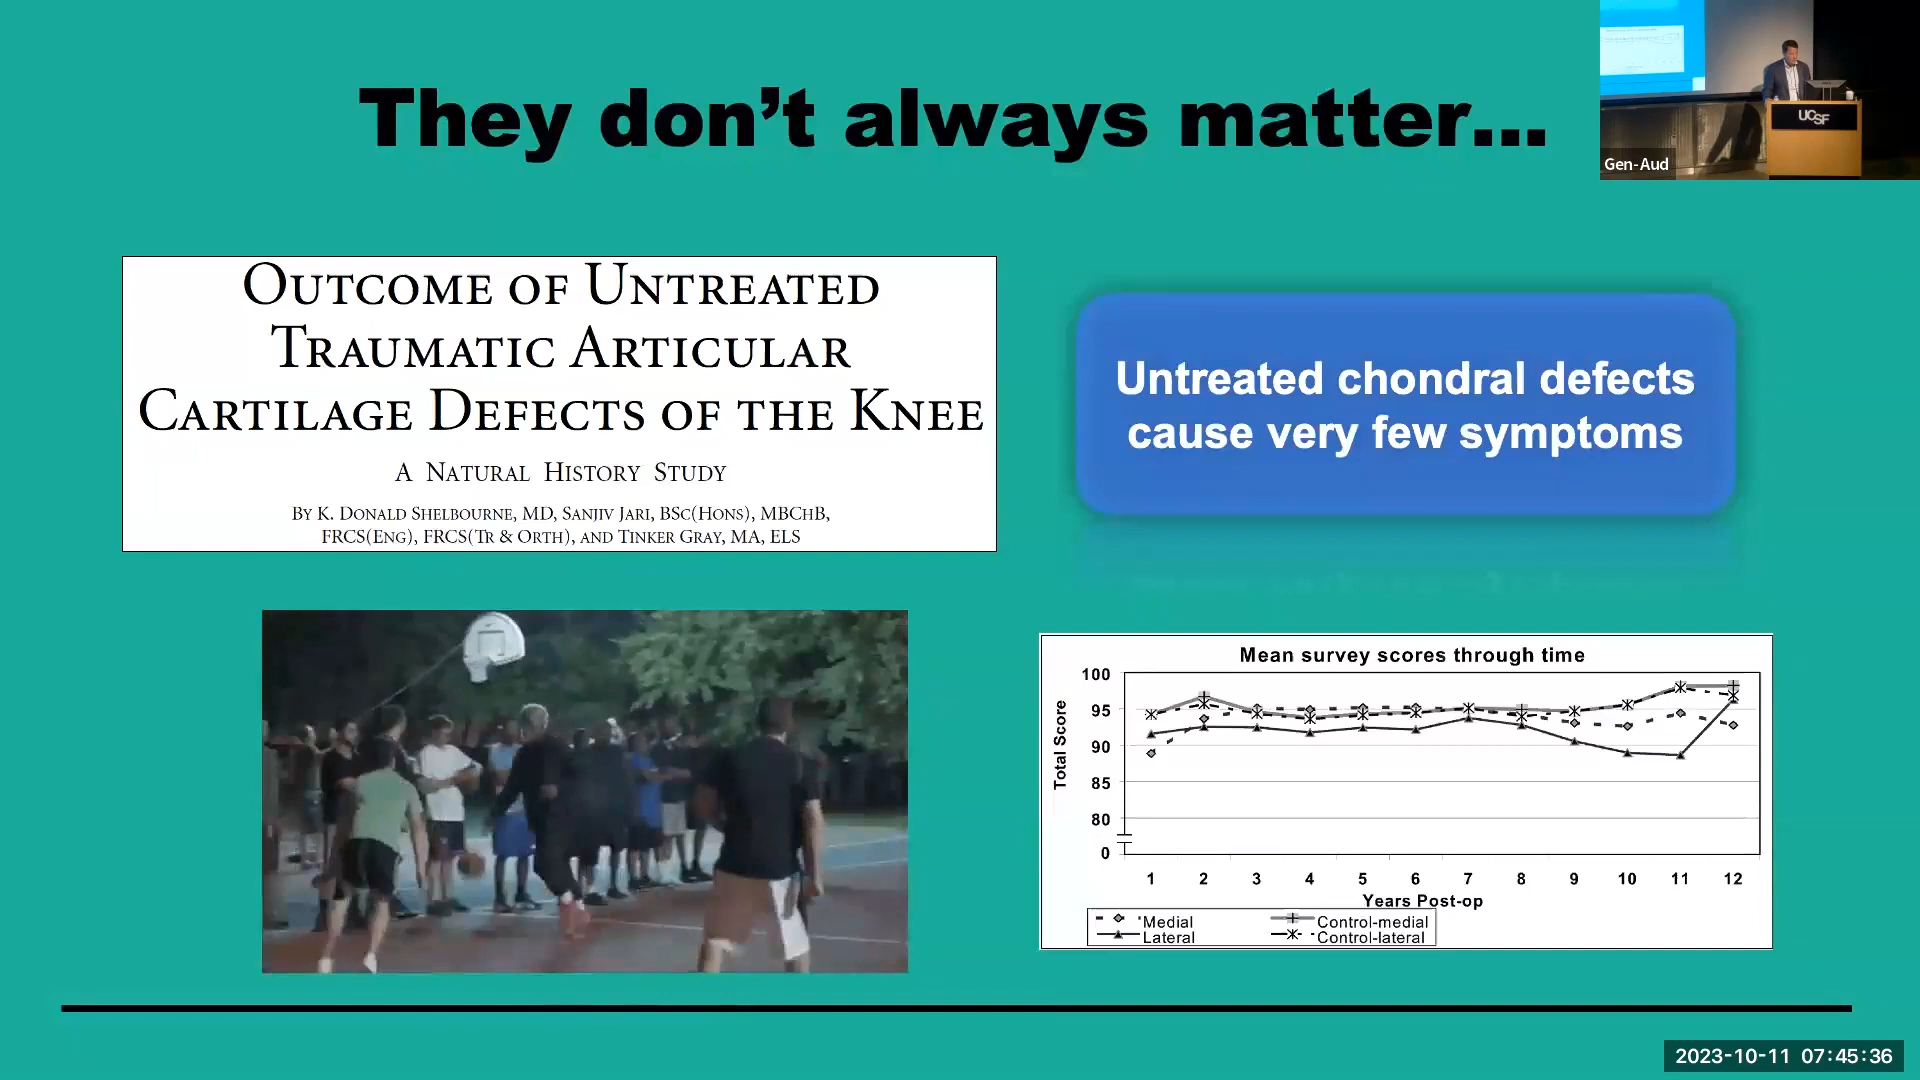 They don't always matter...
UCSF
Gen-Aud
OUTCOME OF UNTREATED
TRAUMATIC ARTICULAR
CARTILAGE DEFECTS OF THE KNEE
A NATURAL HISTORY STUDY
BY K. DONALD SHELBOURNE, MD, SANJIV JARI, BSC(HONS), MBCHB,
FRCS(ENG), FRCS(TR & ORTH), AND TINKER GRAY, MA, ELS
Untreated chondral defects
cause very few symptoms
Mean survey scores through time
Total Score
100
95
90
85
80
0
1 2 3 4 5 6 7 8 9 10 11 12
Years Post-op
Medial Control-medial
Lateral Control-lateral
2023-10-11 07:45:36